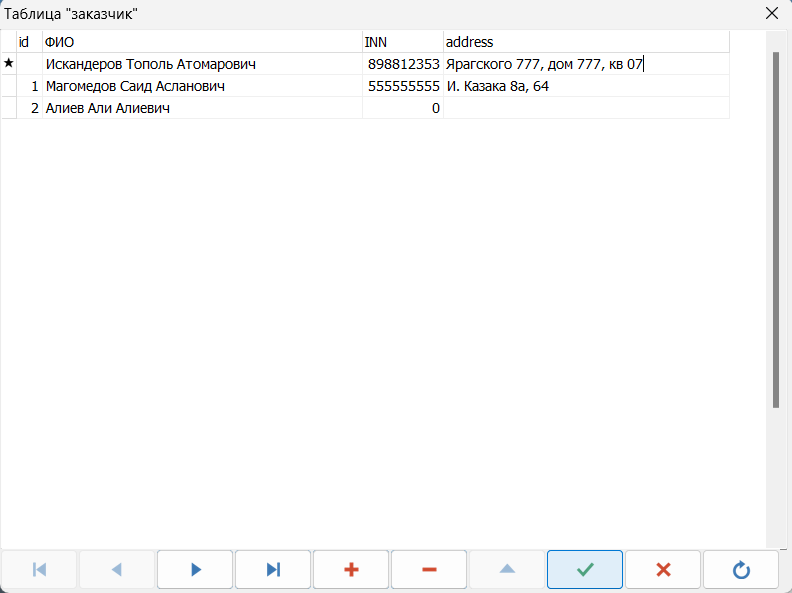 Таблица "заказчик"
id ФИО INN address
Искандеров Тополь Атомарович 898812353 Ярагского 777, дом 777, кв 07
1 Магомедов Саид Асланович 555555555 И. Казака 8а, 64
2 Алиев Али Алиевич 0